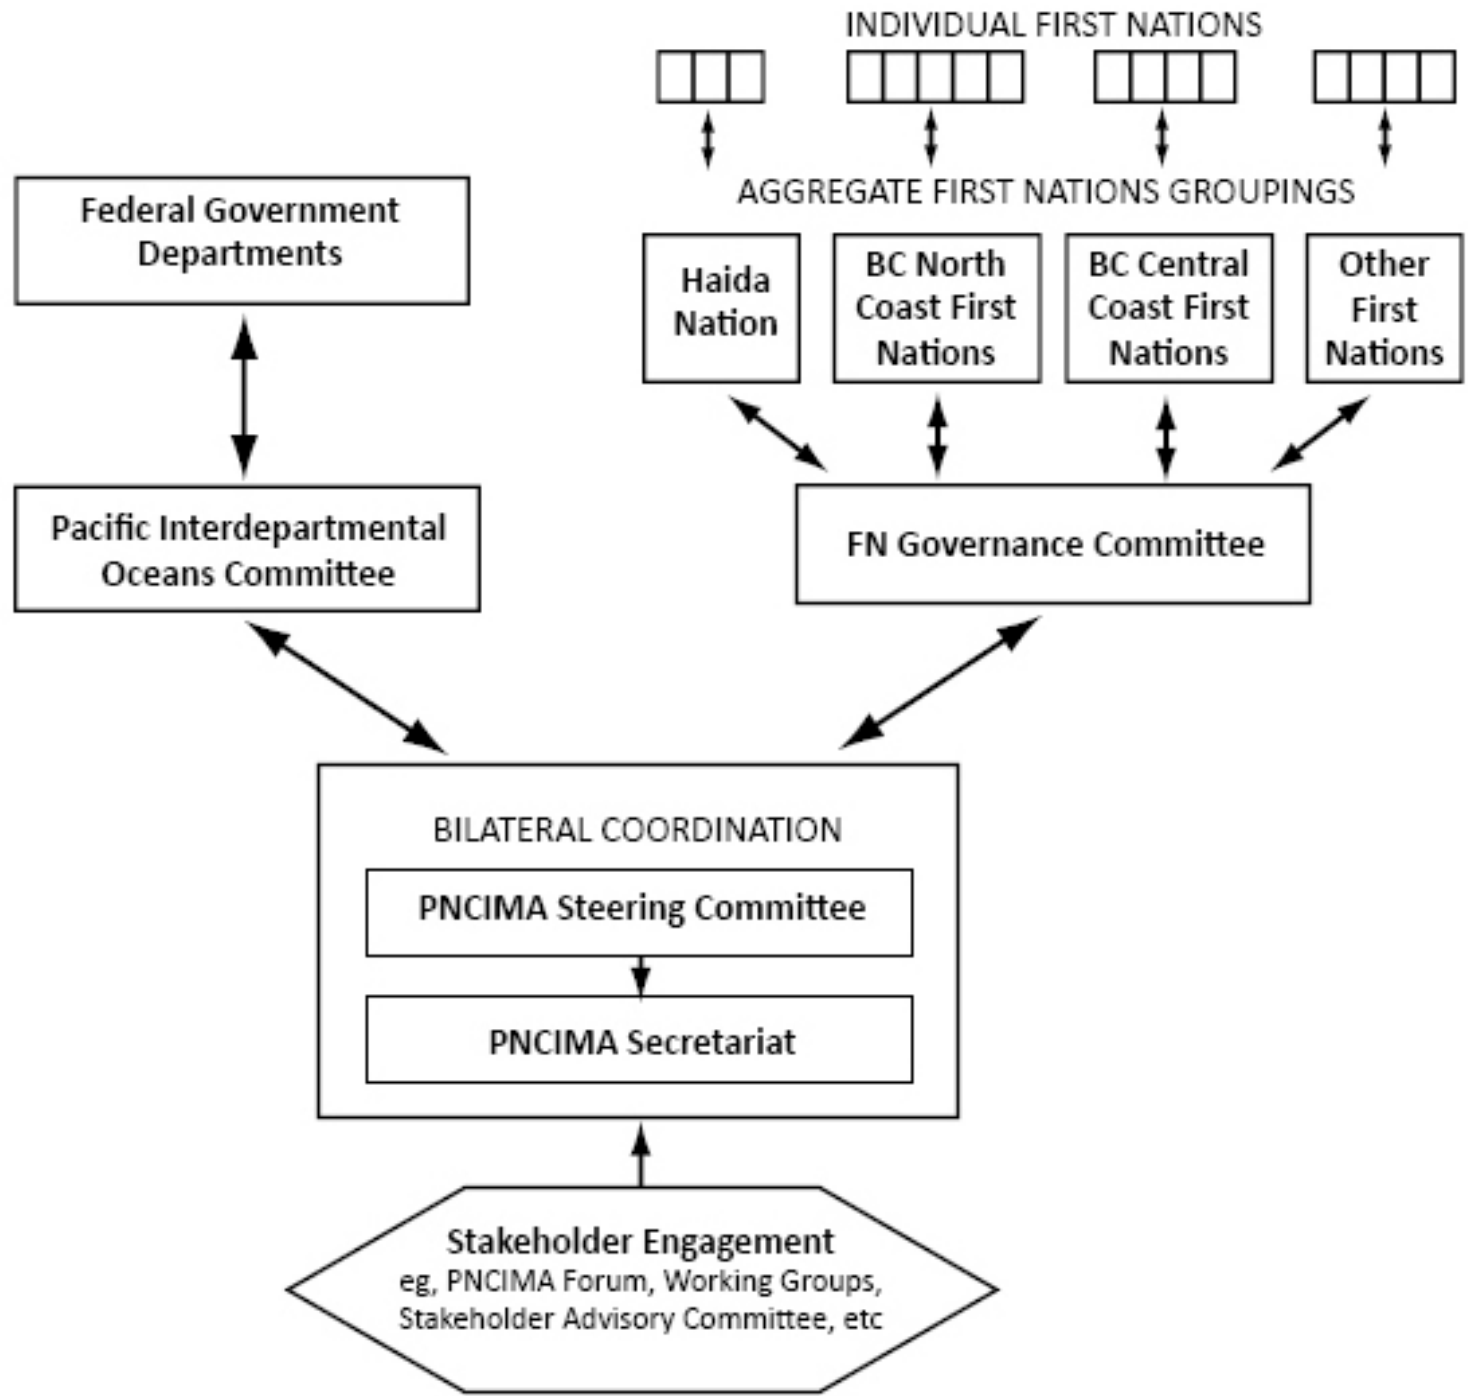 INDIVIDUAL FIRST NATIONS
AGGREGATE FIRST NATIONS GROUPINGS
Federal Government
Departments
Haida
Nation
BC North
Coast First
Nations
BC Central
Coast First
Nations
Other
First
Nations
Pacific Interdepartmental
Oceans Committee
FN Governance Committee
BILATERAL COORDINATION
PNCIMA Steering Committee
PNCIMA Secretariat
Stakeholder Engagement
eg, PNCIMA Forum, Working Groups,
Stakeholder Advisory Committee, etc